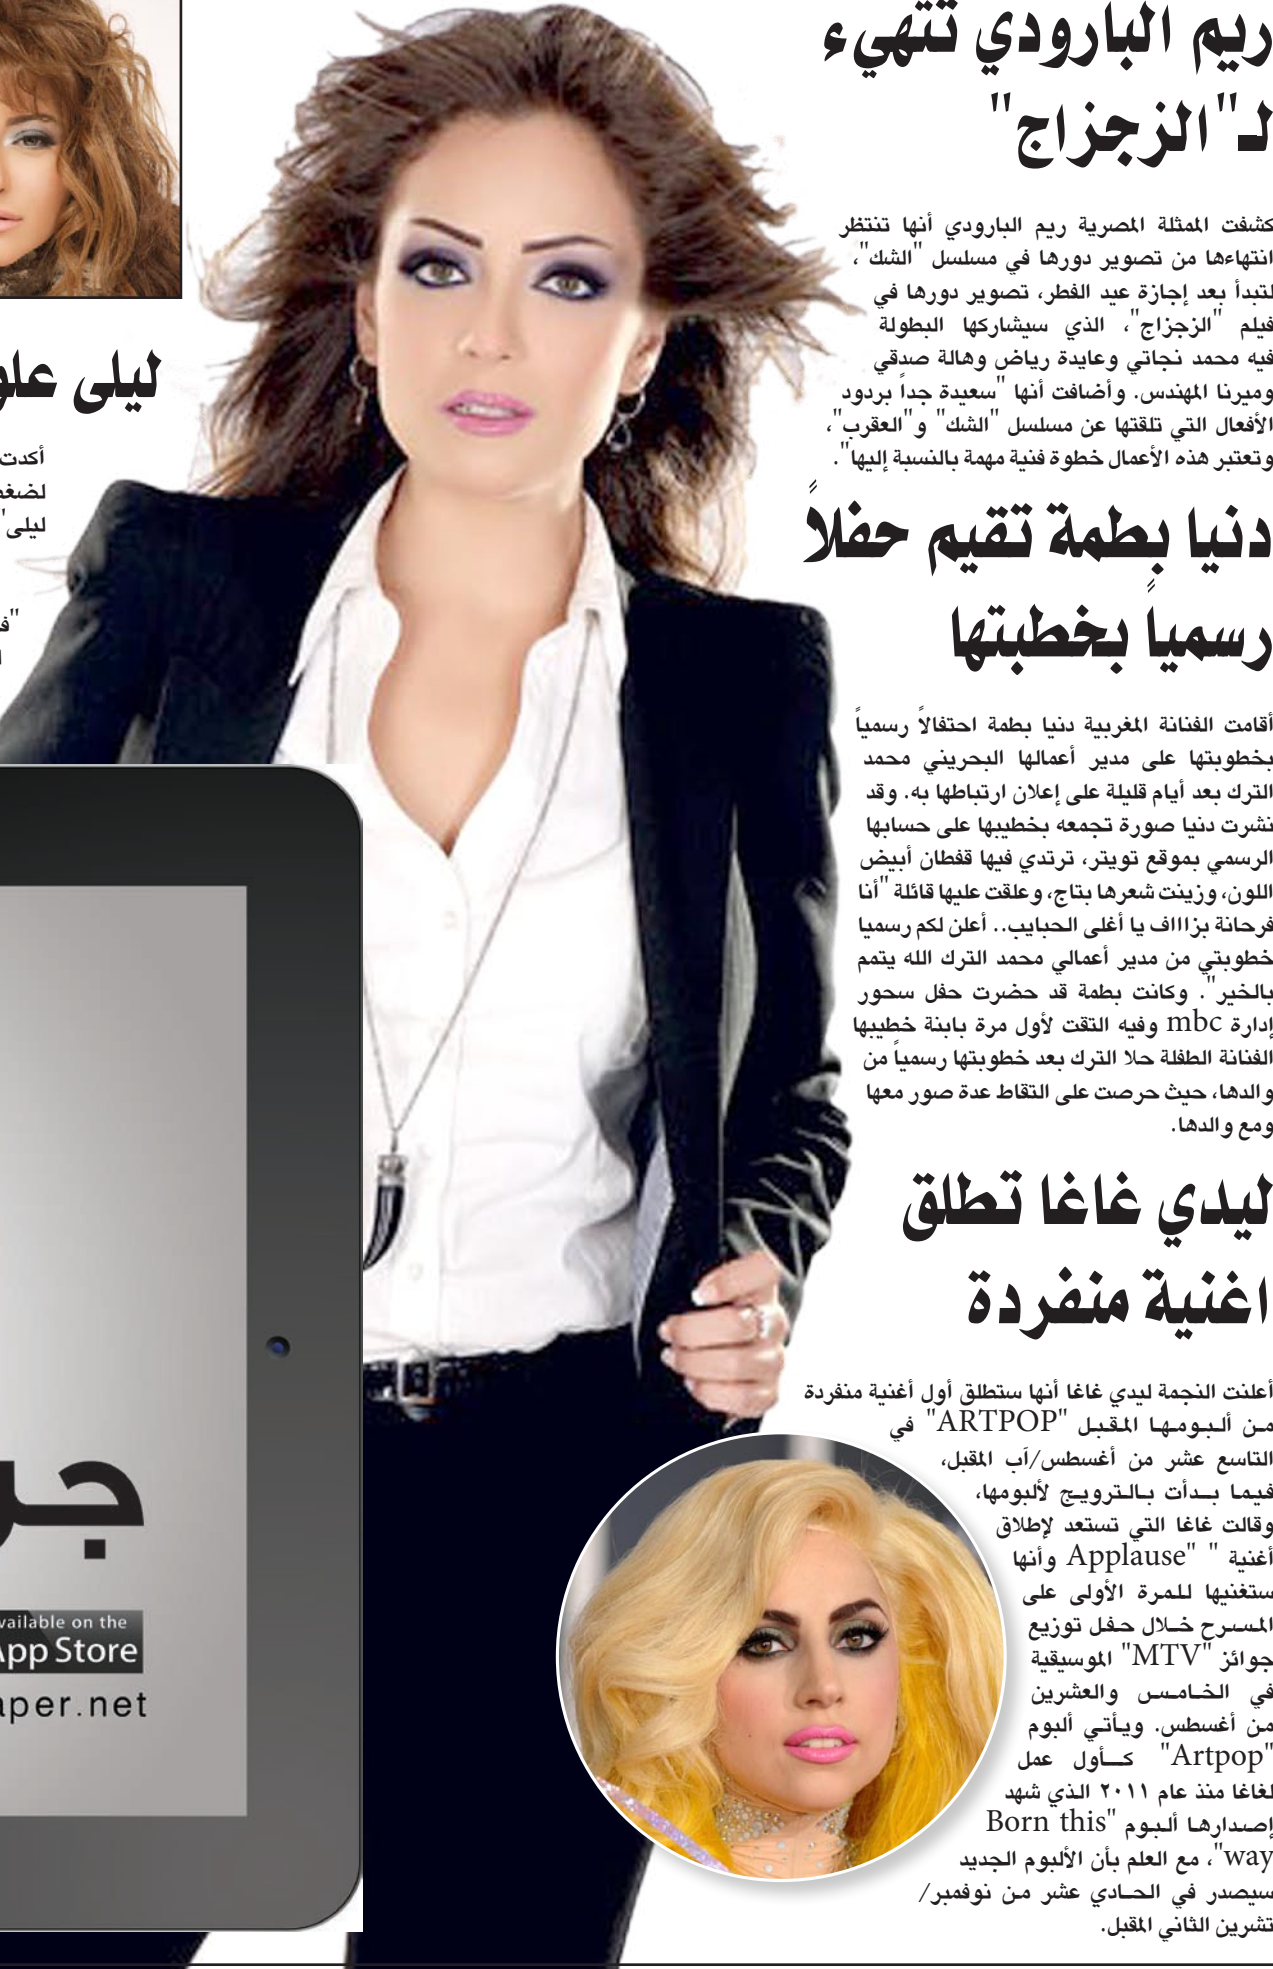 ريم البارودي تتهيء
لـ"الزجزاج"
كشفت الممثلة المصرية ريم البارودي أنها تنتظر
انتهاءها من تصوير دورها في مسلسل "الشك"،
لتبدأ بعد إجازة عيد الفطر، تصوير دورها في
فيلم "الزجزاج"، الذي سيشاركها البطولة
فيه محمد نجاتي وعايدة رياض وهالة صدقي
وميرنا المهندس. وأضافت أنها "سعيدة جداً بردود
الأفعال التي تلقتها عن مسلسل "الشك" و"العقرب"،
وتعتبر هذه الأعمال خطوة فنية مهمة بالنسبة إليها".
دنيا بطمة تقيم حفلاً
رسمياً بخطبتها
أقامت الفنانة المغربية دنيا بطمة احتفالاً رسمياً
بخطوبتها على مدير أعمالها البحريني محمد
الترك بعد أيام قليلة على إعلان ارتباطها به. وقد
نشرت دنيا صورة تجمعه بخطيبها على حسابها
الرسمي بموقع تويتر، ترتدي فيها قفطان أبيض
اللون، وزينت شعرها بتاج، وعلقت عليها قائلة "أنا
فرحانة بزاااف يا أغلى الحبايب.. أعلن لكم رسميا
خطوبتي من مدير أعمالي محمد الترك الله يتمم
بالخير". وكانت بطمة قد حضرت حفل سحور
إدارة mbc وفيه التقت لأول مرة بابنة خطيبها
الفنانة الطفلة حلا الترك بعد خطوبتها رسمياً من
والدها، حيث حرصت على التقاط عدة صور معها
ومع والدها.
ليدي غاغا تطلق
اغنية منفردة
أعلنت النجمة ليدي غاغا أنها ستطلق أول أغنية منفردة
من ألبومها المقبل "ARTPOP" في
التاسع عشر من أغسطس/آب المقبل،
فيما بدأت بالترويج لألبومها،
وقالت غاغا التي تستعد لإطلاق
أغنية " "Applause وأنها
ستغنيها للمرة الأولى على
المسرح خلال حفل توزيع
جوائز "MTV" الموسيقية
في الخامس والعشرين
من أغسطس. ويأتي ألبوم
"Artpop" كأول عمل
لغاغا منذ عام ٢٠١١ الذي شهد
إصدارها ألبوم "Born this
way"، مع العلم بأن الألبوم الجديد
سيصدر في الحادي عشر من نوفمبر/
تشرين الثاني المقبل.
ليلى علو
أكدت
لضغط
ليلى"
"ف
ا
جر
vailable on the
App Store
aper.net